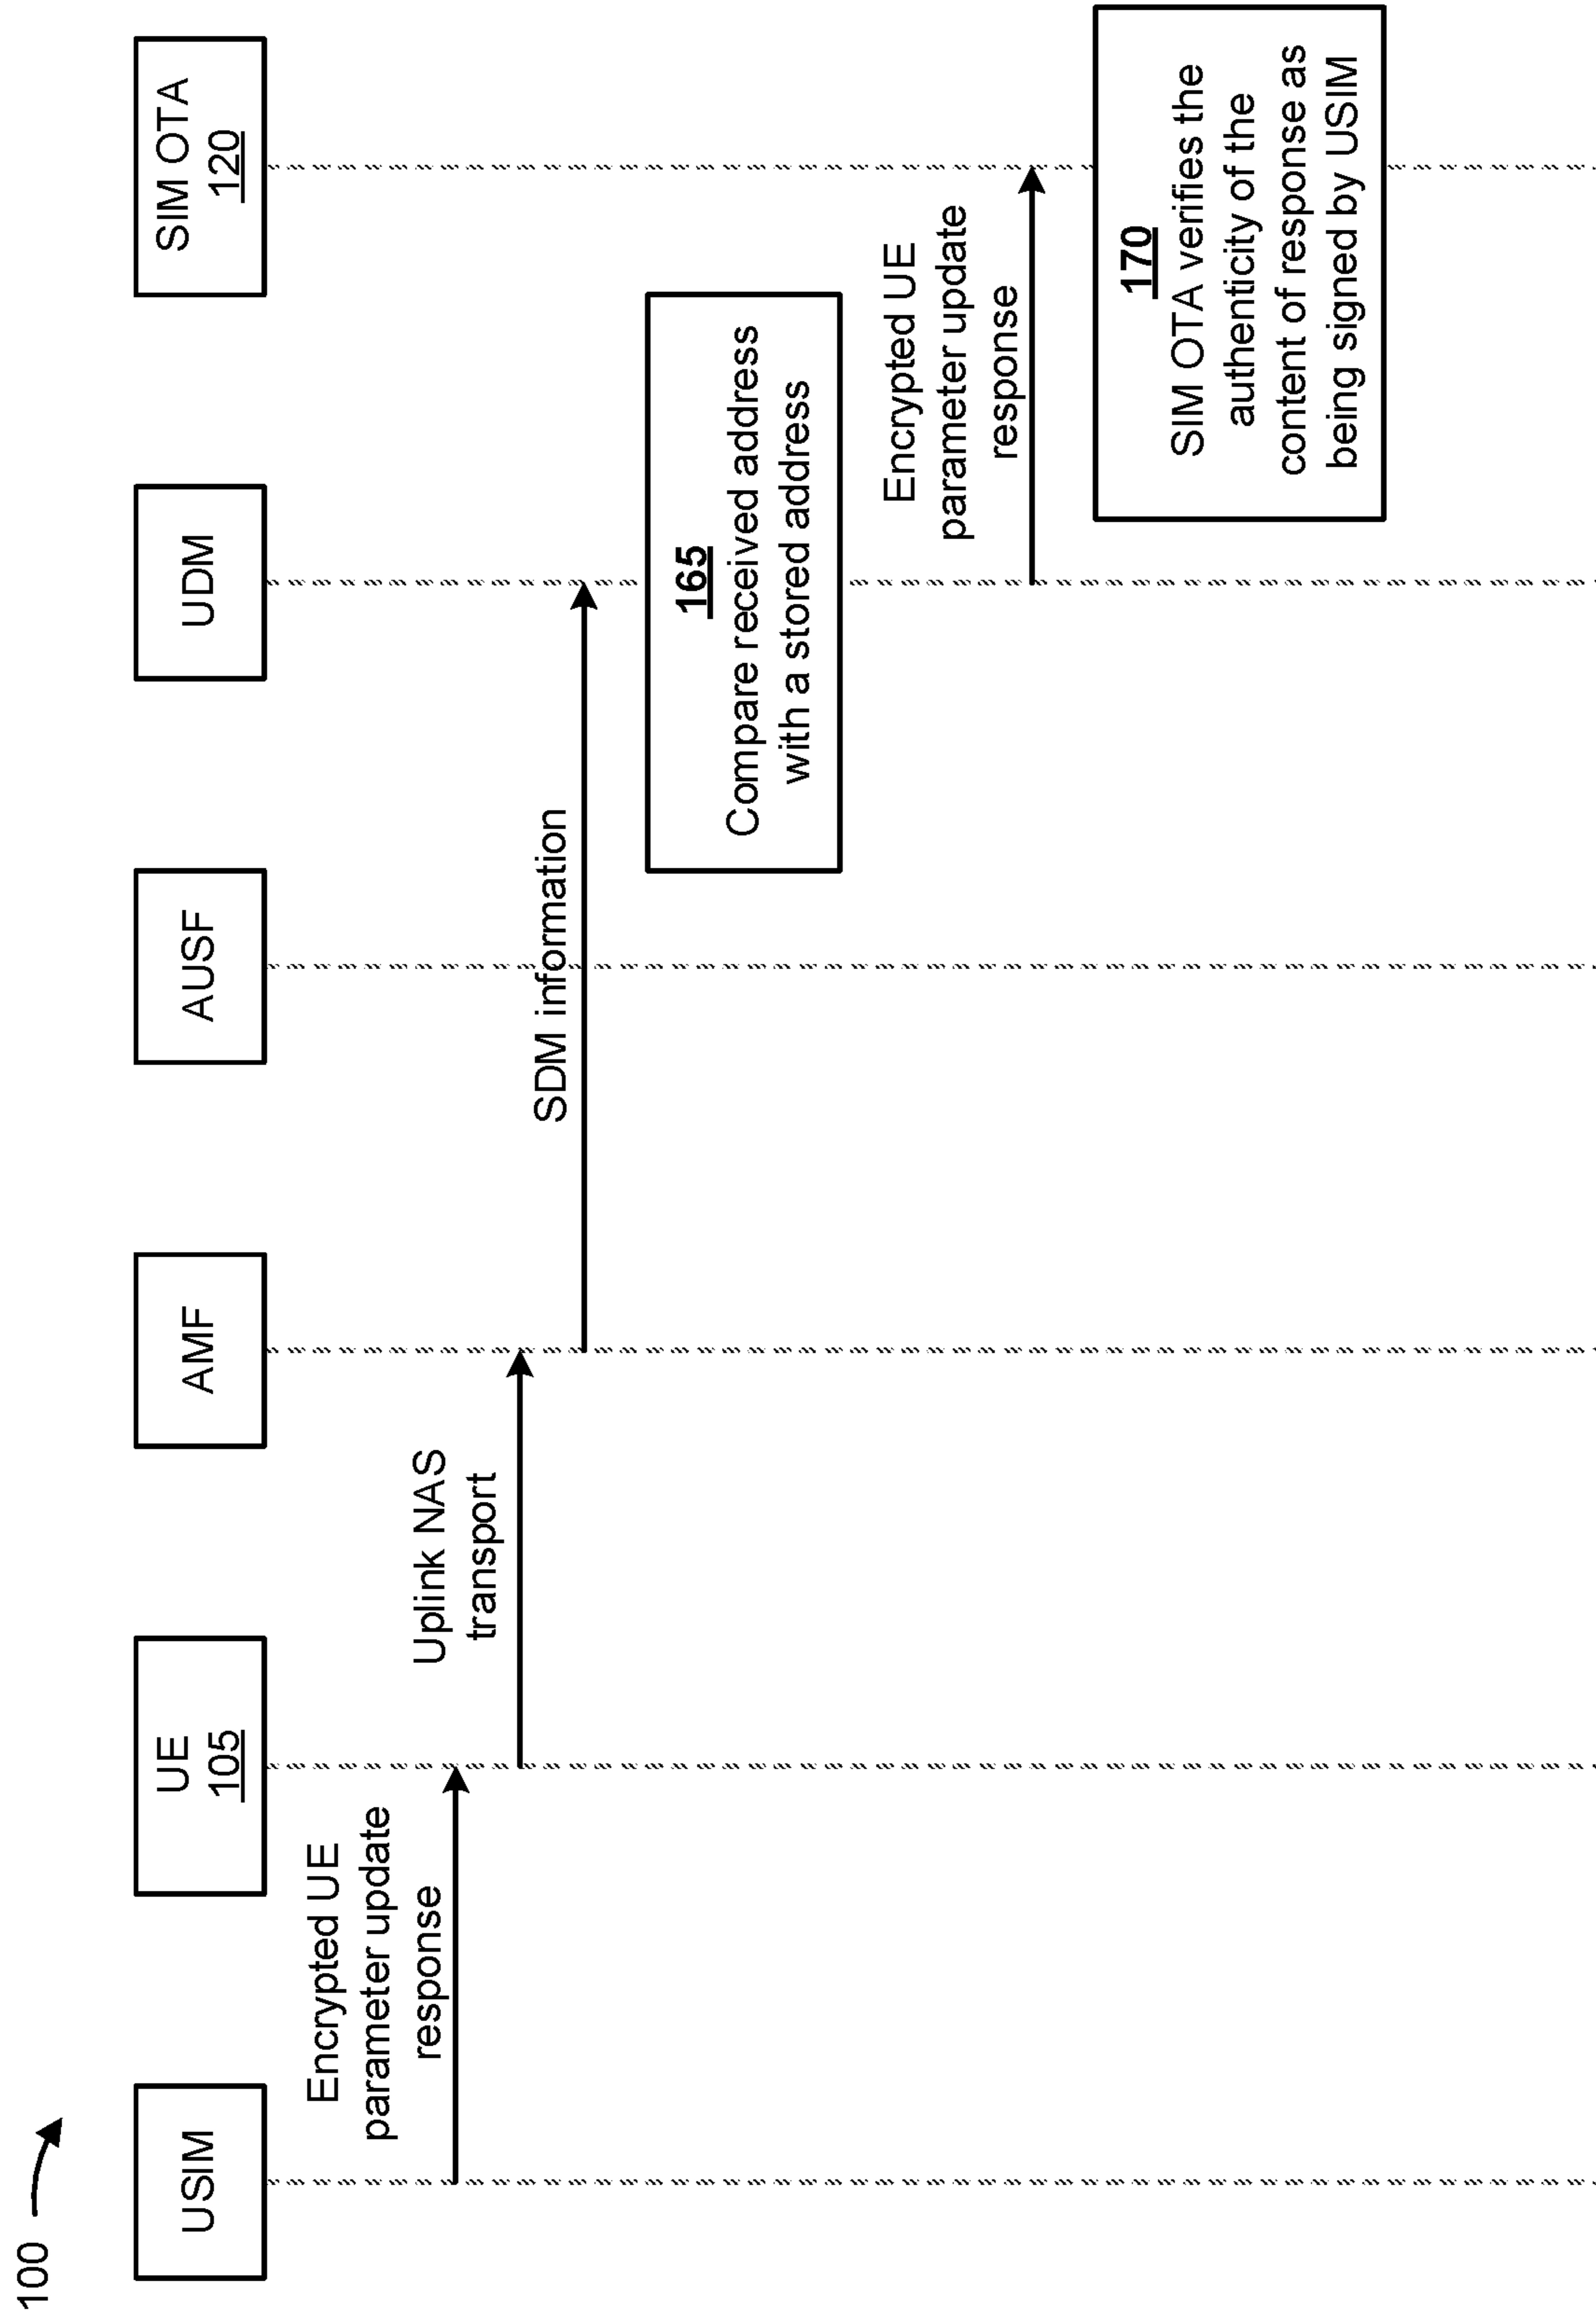 100
USIM
UE
105
AMF
AUSF
UDM
SIM OTA
120
Encrypted UE
parameter update
response
Uplink NAS
transport
SDM information
165
Compare received address
with a stored address
Encrypted UE
parameter update
response
170
SIM OTA verifies the
authenticity of the
content of response as
being signed by USIM